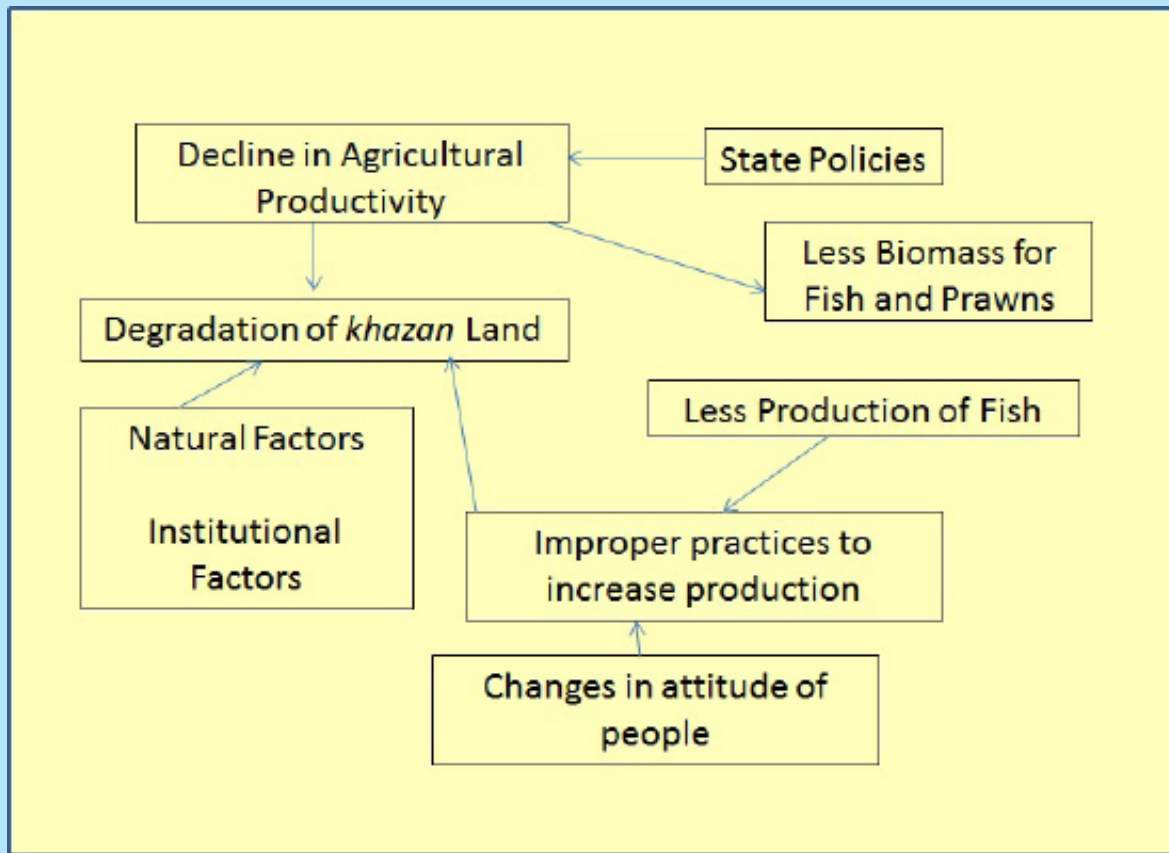 Decline in Agricultural
Productivity
State Policies
Less Biomass for
Fish and Prawns
Degradation of khazan Land
Less Production of Fish
Natural Factors
Institutional
Factors
Improper practices to
increase production
Changes in attitude of
people